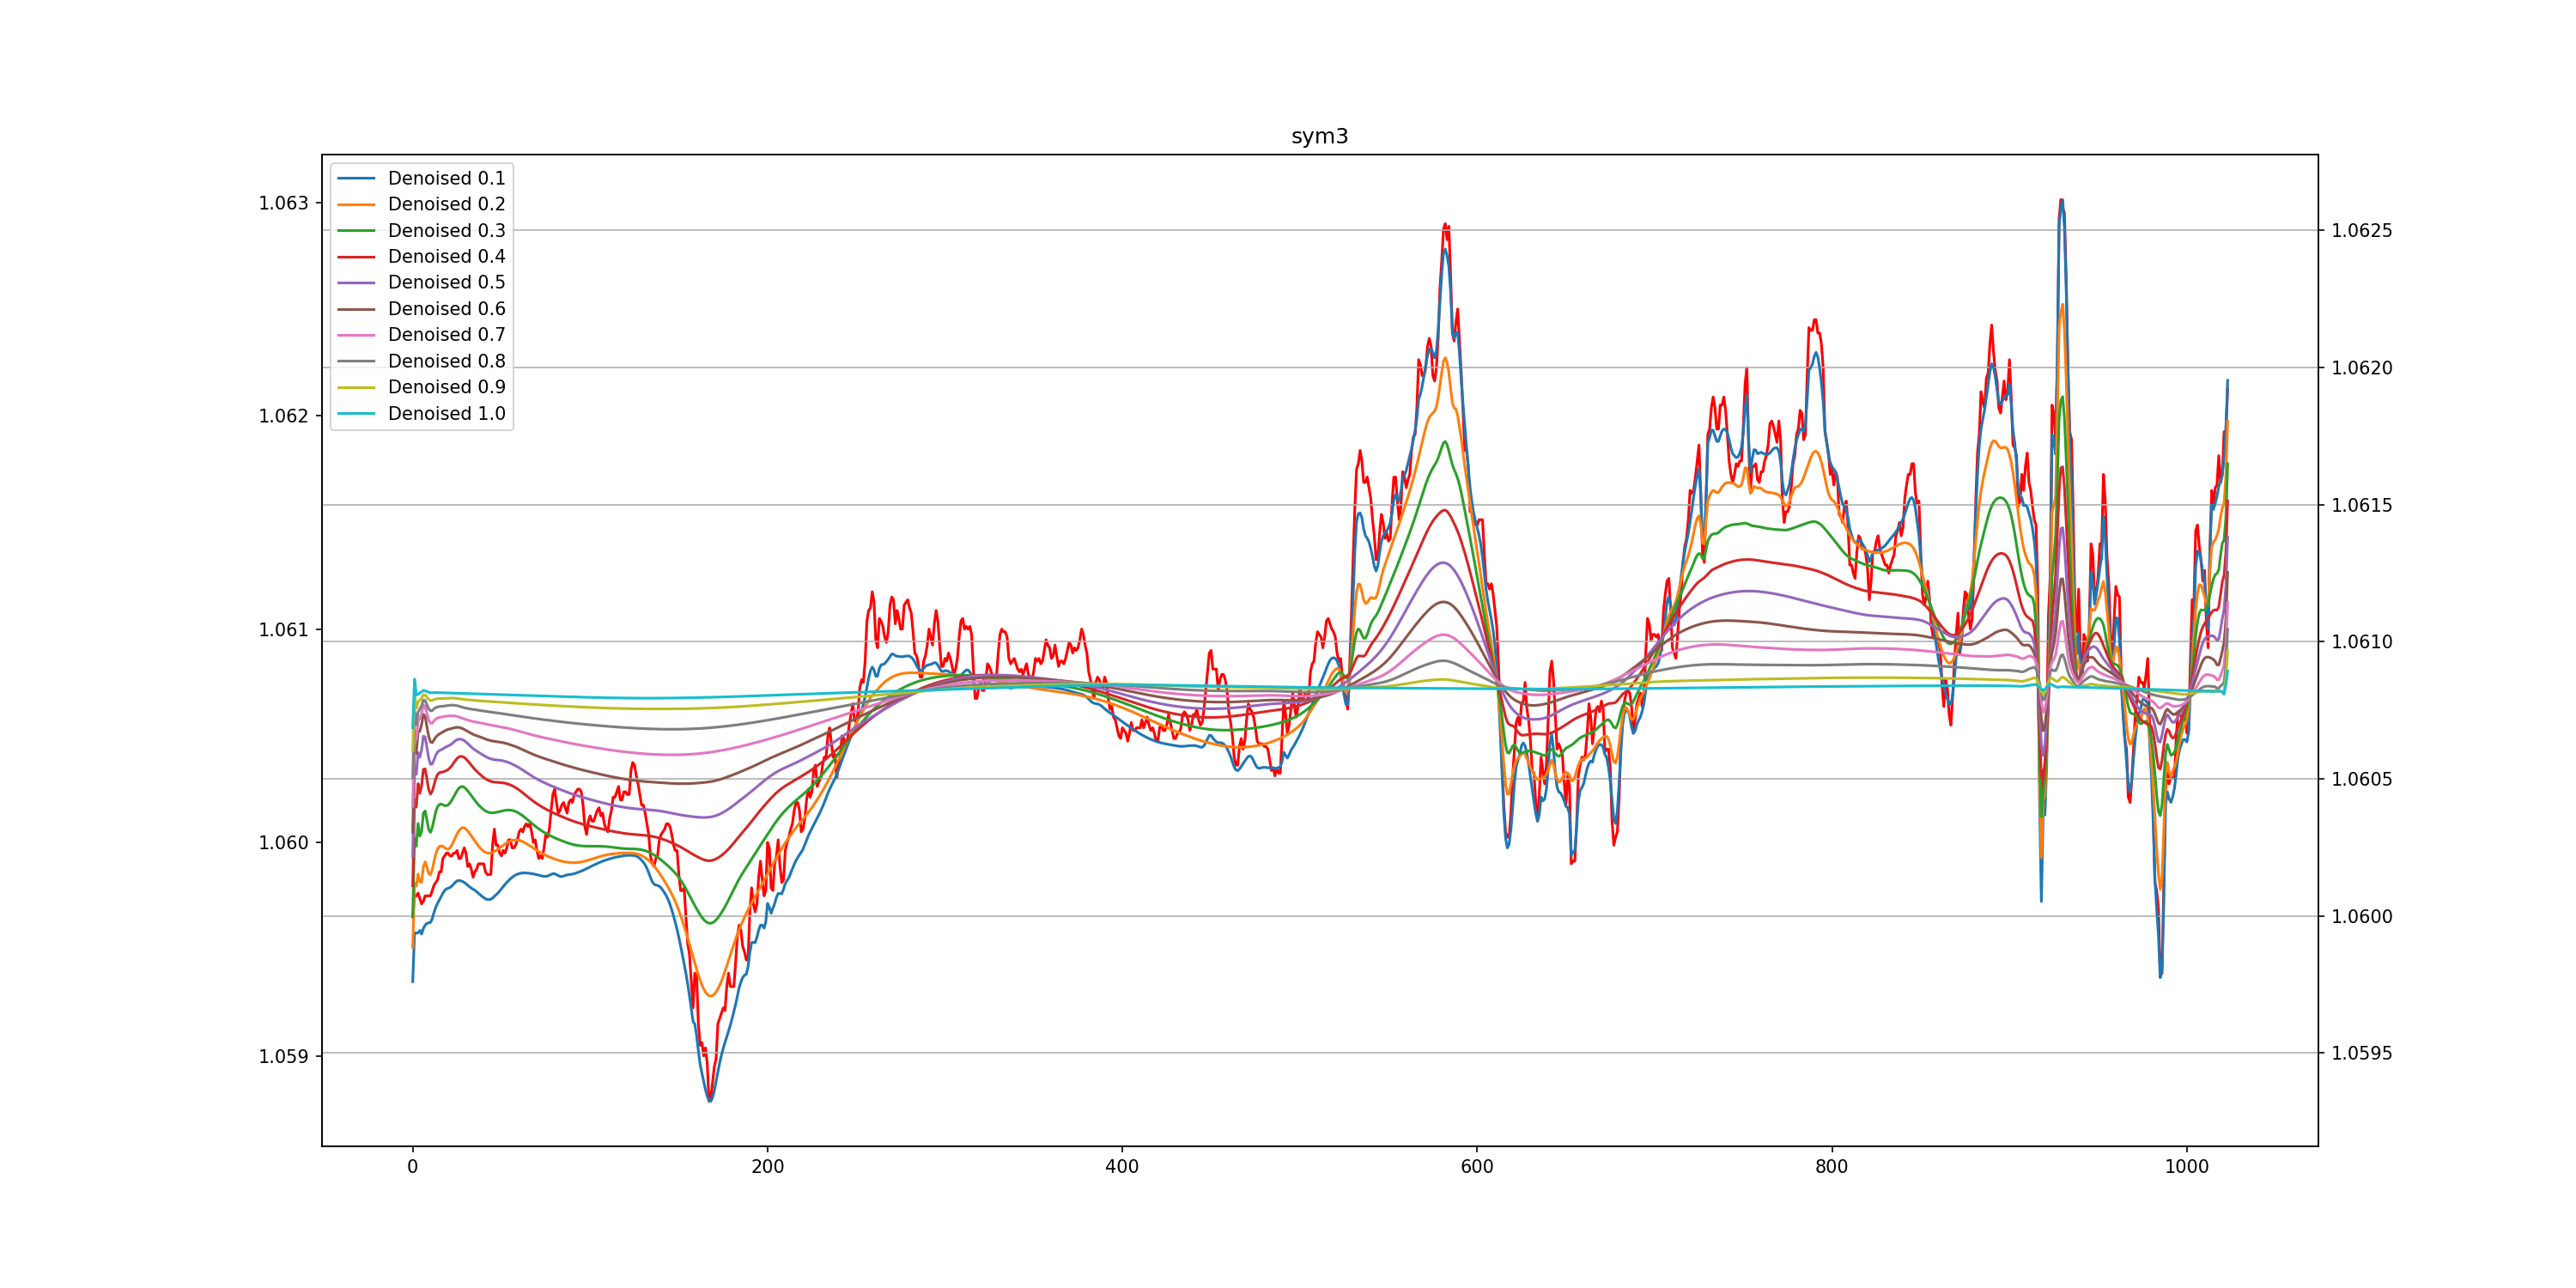 sym3
Denoised 0.1
Denoised 0.2
Denoised 0.3
Denoised 0.4
Denoised 0.5
Denoised 0.6
Denoised 0.7
Denoised 0.8
Denoised 0.9
Denoised 1.0
1.063
1.062
1.061
1.060
1.059
1.0625
1.0620
1.0615
1.0610
1.0605
1.0600
1.0595
0 200 400 600 800 1000